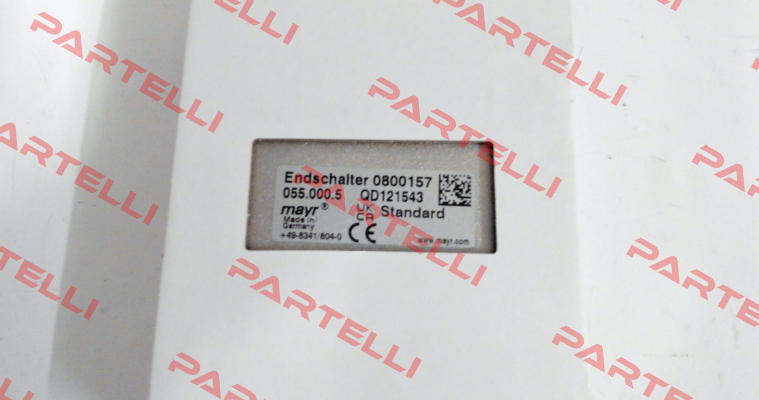 Endschalter 0800157
055.000.5 QD121543
mayr® UK CA Standard
Made in
Germany
+49-8341/804-0 CE www.mayr.com
PARTELLI
PARTELLI
PARTELLI
PARTELLI
PARTELLI
PARTELLI
PARTELLI
PARTELLI
PARTELLI
PARTELLI
PARTELLI
PARTELLI